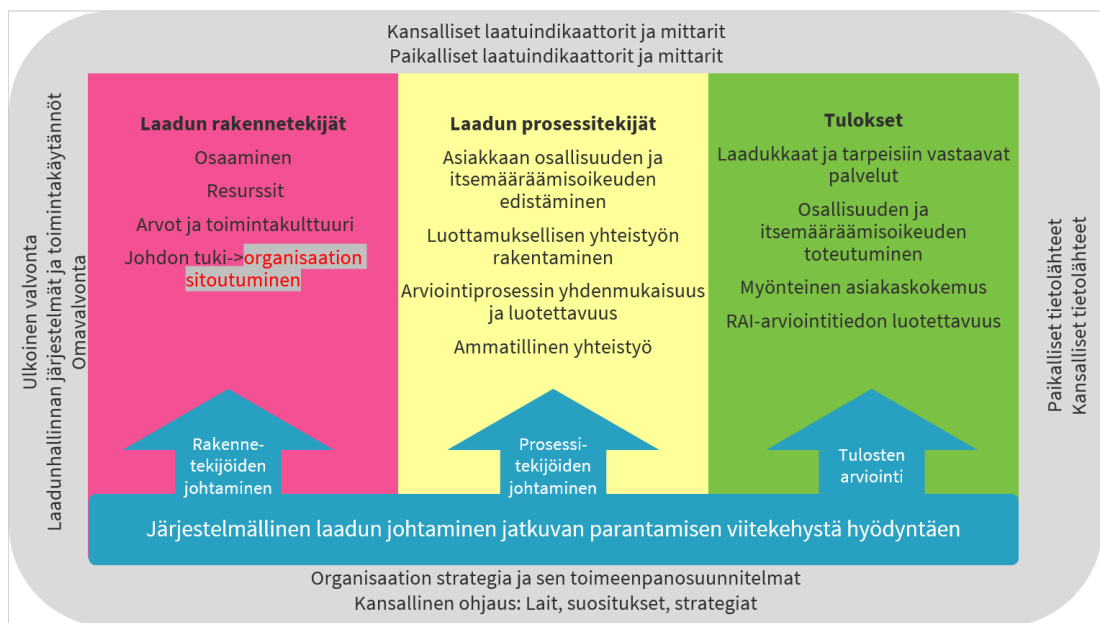 Kansalliset laatuindikaattorit ja mittarit
Paikalliset laatuindikaattorit ja mittarit
Ulkoinen valvonta
Laadunhallinnan järjestelmät ja toimintakäytännöt
Omavalvonta
Laadun rakennetekijät
Osaaminen
Resurssit
Arvot ja toimintakulttuuri
Johdon tuki->organisaation
sitoutuminen
Rakenne-
tekijöiden
johtaminen
Laadun prosessitekijät
Asiakkaan osallisuuden ja
itsemääräämisoikeuden
edistäminen
Luottamuksellisen yhteistyön
rakentaminen
Arviointiprosessin yhdenmukaisuus
ja luotettavuus
Ammatillinen yhteistyö
Prosessi-
tekijöiden
johtaminen
Tulokset
Laadukkaat ja tarpeisiin vastaavat
palvelut
Osallisuuden ja
itsemääräämisoikeuden
toteutuminen
Myönteinen asiakaskokemus
RAI-arviointitiedon luotettavuus
Tulosten
arviointi
Paikalliset tietolähteet
Kansalliset tietolähteet
Järjestelmällinen laadun johtaminen jatkuvan parantamisen viitekehystä hyödyntäen
Organisaation strategia ja sen toimeenpanosuunnitelmat
Kansallinen ohjaus: Lait, suositukset, strategiat